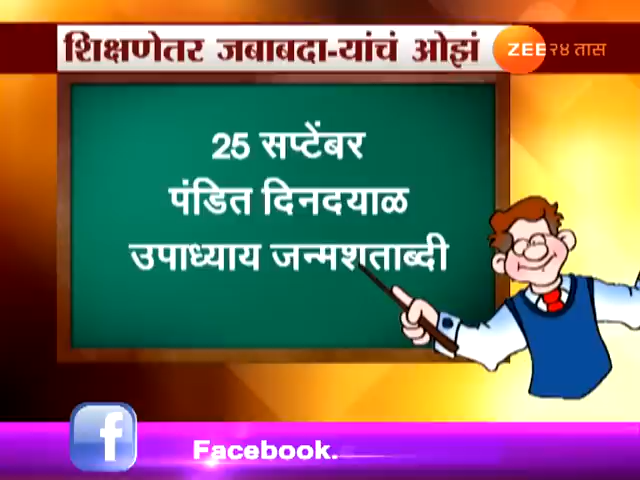 शिक्षणेतर जबाबदा-यांचं ओझं
ZEE २४ तास
25 सप्टेंबर
पंडित दिनदयाळ
उपाध्याय जन्मशताब्दी
f
Facebook.